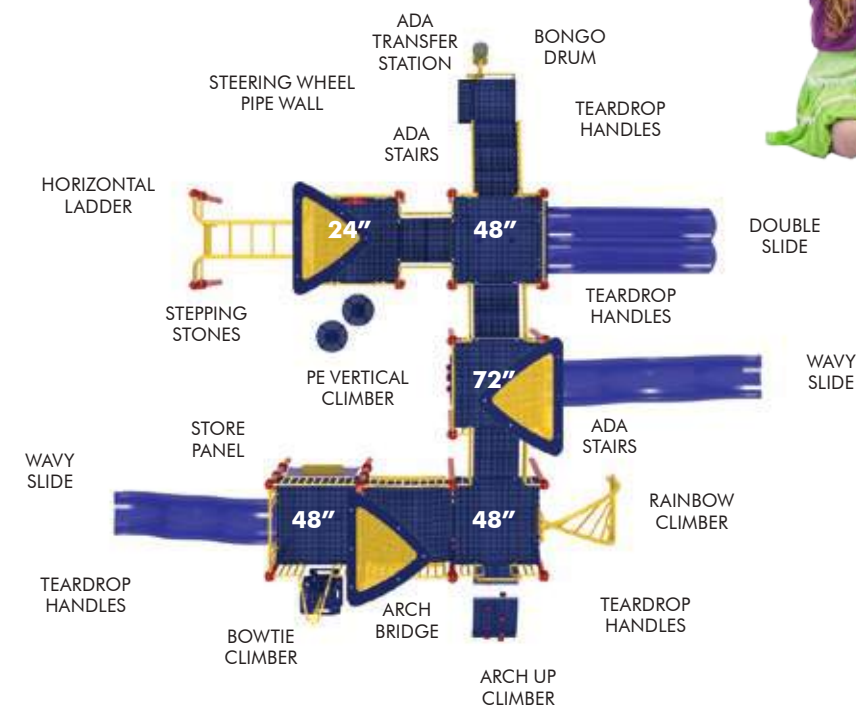 ADA
TRANSFER
STATION
BONGO
DRUM
STEERING WHEEL
PIPE WALL
TEARDROP
HANDLES
ADA
STAIRS
HORIZONTAL
LADDER
24″
48″
DOUBLE
SLIDE
STEPPING
STONES
TEARDROP
HANDLES
PE VERTICAL
CLIMBER
72″
WAVY
SLIDE
STORE
PANEL
ADA
STAIRS
WAVY
SLIDE
48″
48″
RAINBOW
CLIMBER
TEARDROP
HANDLES
BOWTIE
CLIMBER
ARCH
BRIDGE
TEARDROP
HANDLES
ARCH UP
CLIMBER